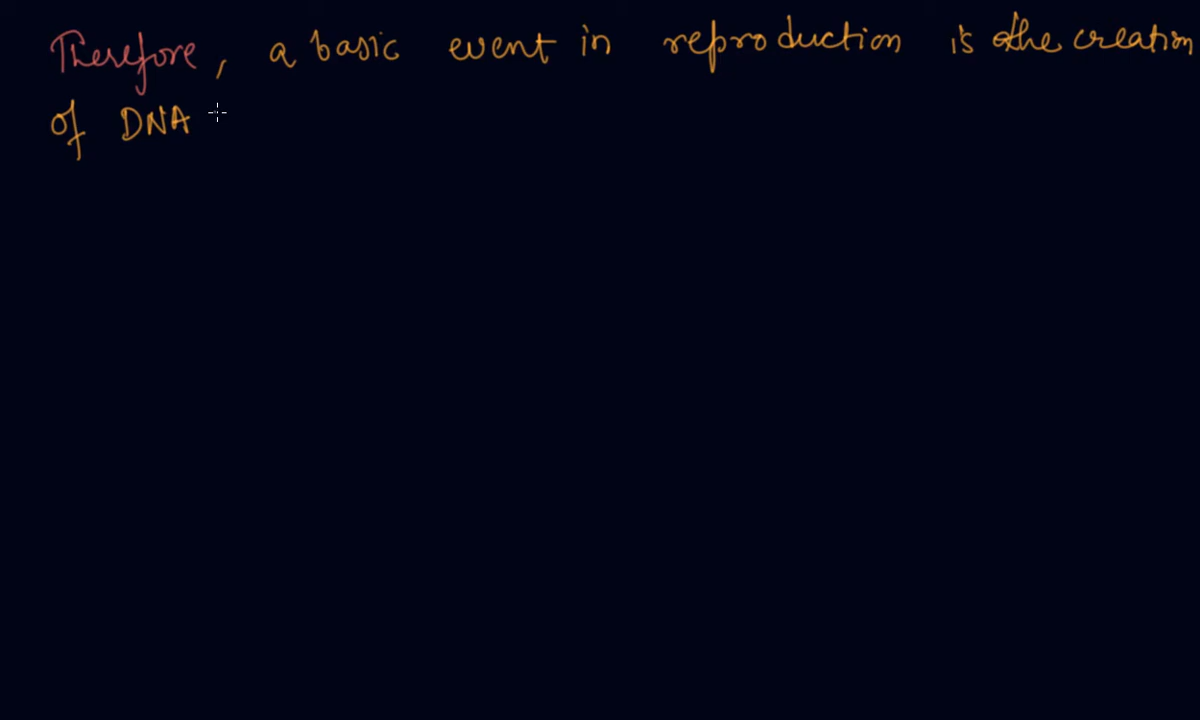 Therefore, a basic event in reproduction is the creation
of DNA